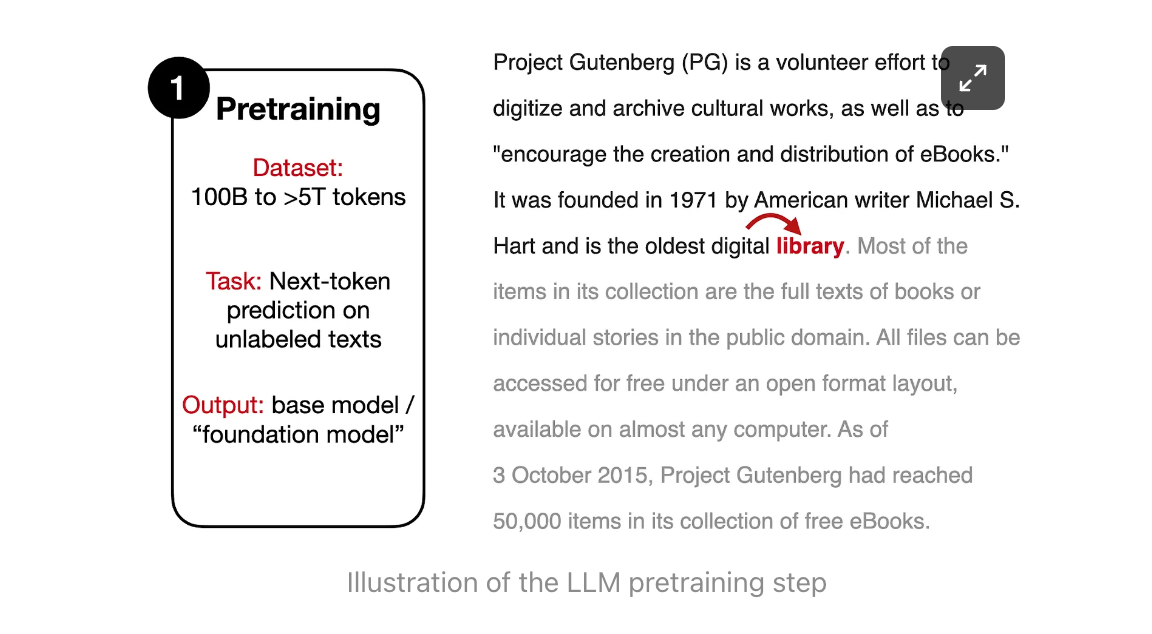 1
Pretraining
Dataset:
100B to >5T tokens
Task: Next-token
prediction on
unlabeled texts
Output: base model /
“foundation model”
Project Gutenberg (PG) is a volunteer effort to
digitize and archive cultural works, as well as to
"encourage the creation and distribution of eBooks."
It was founded in 1971 by American writer Michael S.
Hart and is the oldest digital library. Most of the
items in its collection are the full texts of books or
individual stories in the public domain. All files can be
accessed for free under an open format layout,
available on almost any computer. As of
3 October 2015, Project Gutenberg had reached
50,000 items in its collection of free eBooks.
Illustration of the LLM pretraining step